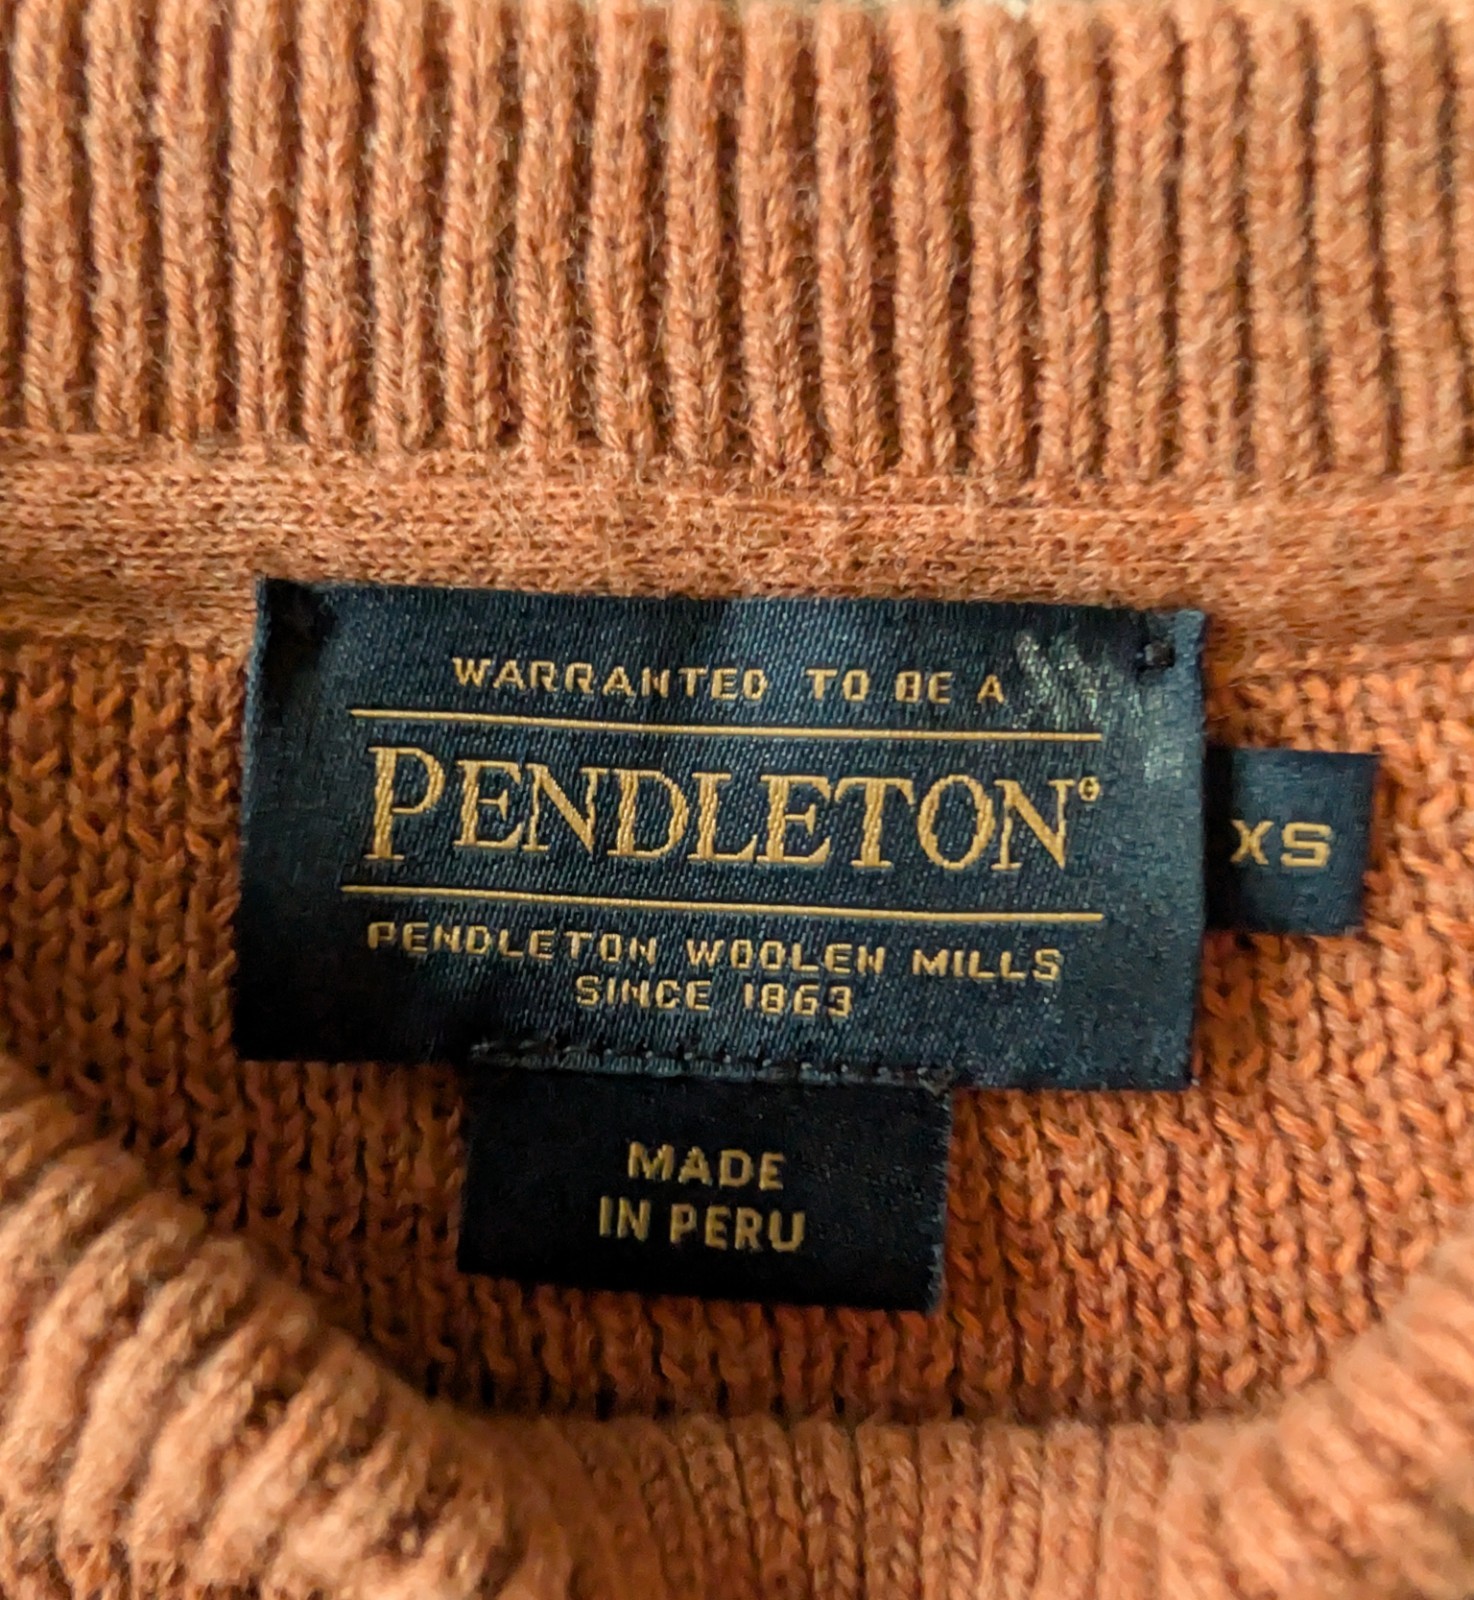 WARRANTED TO BE A
PENDLETON®
XS
PENDLETON WOOLEN MILLS
SINCE 1863
MADE
IN PERU